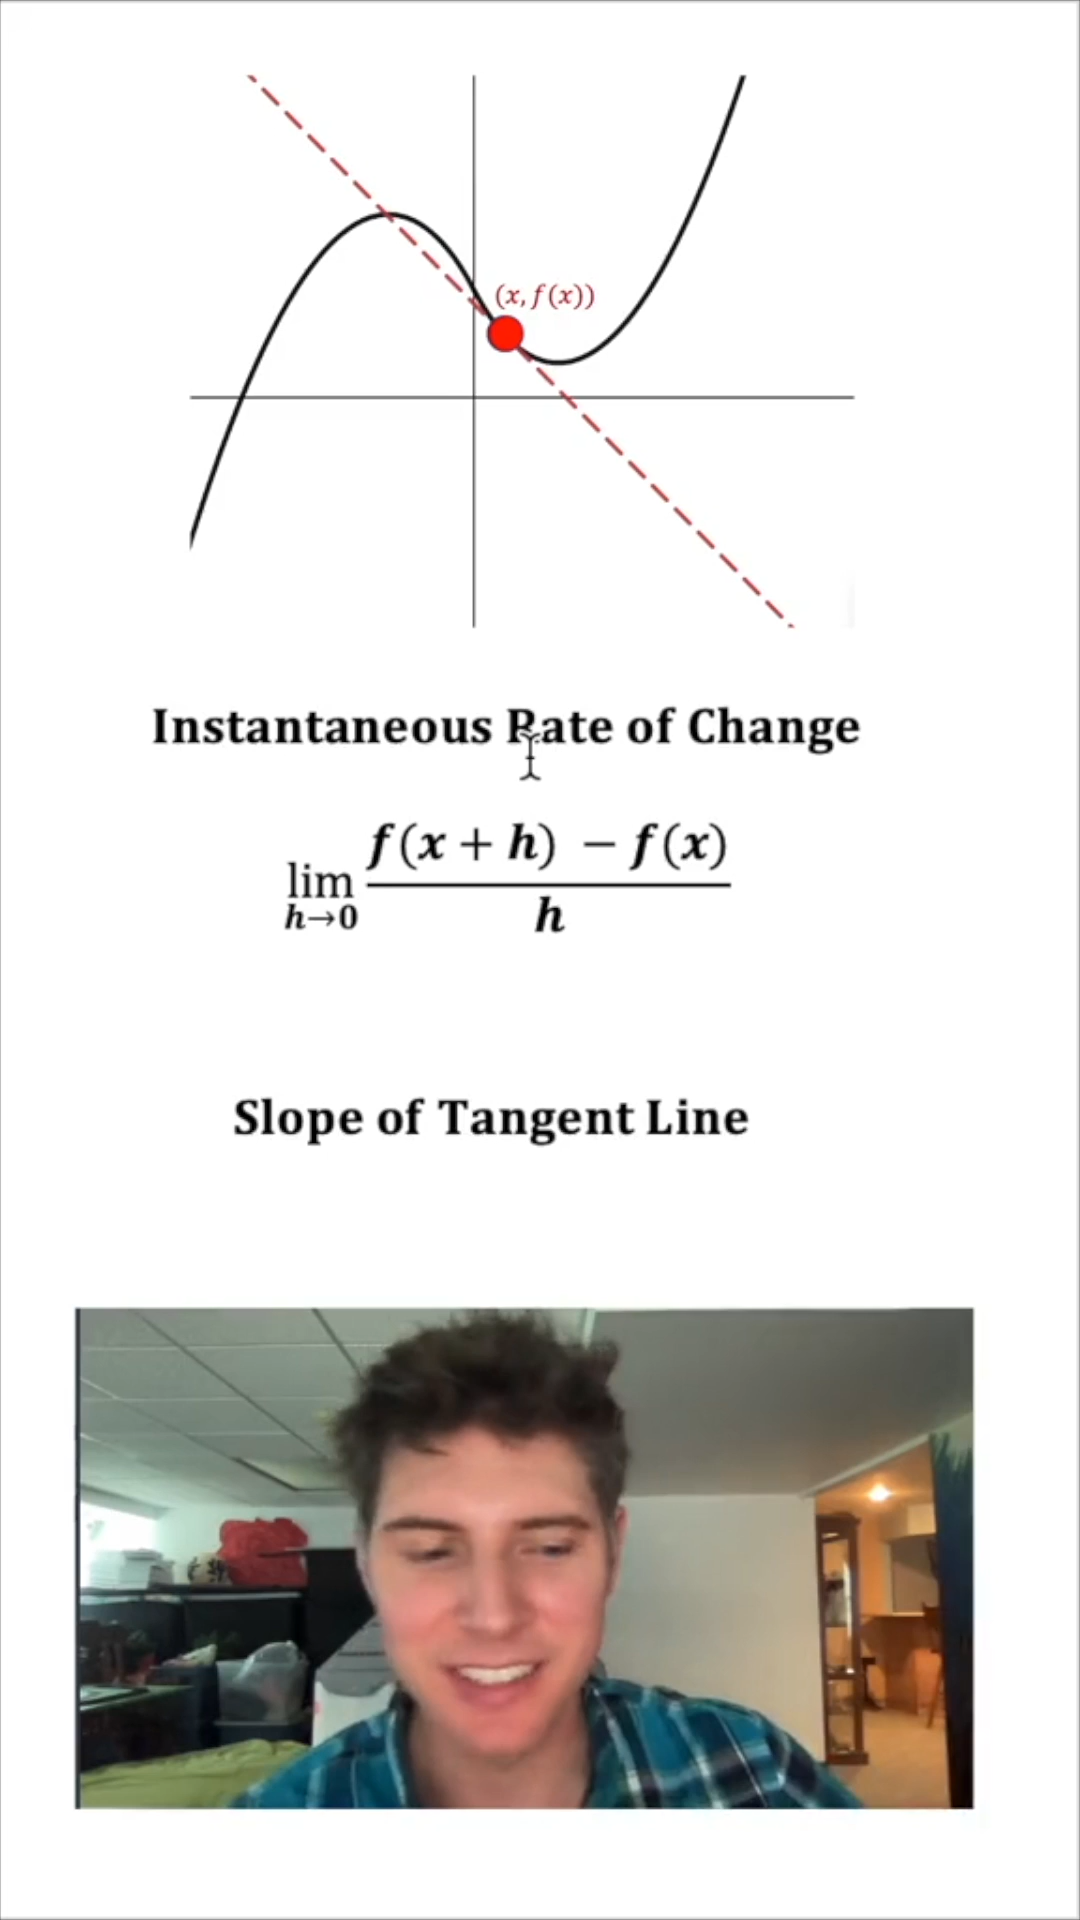 (x, f(x))
Instantaneous Rate of Change
lim h→0 f(x + h) − f(x) / h
Slope of Tangent Line